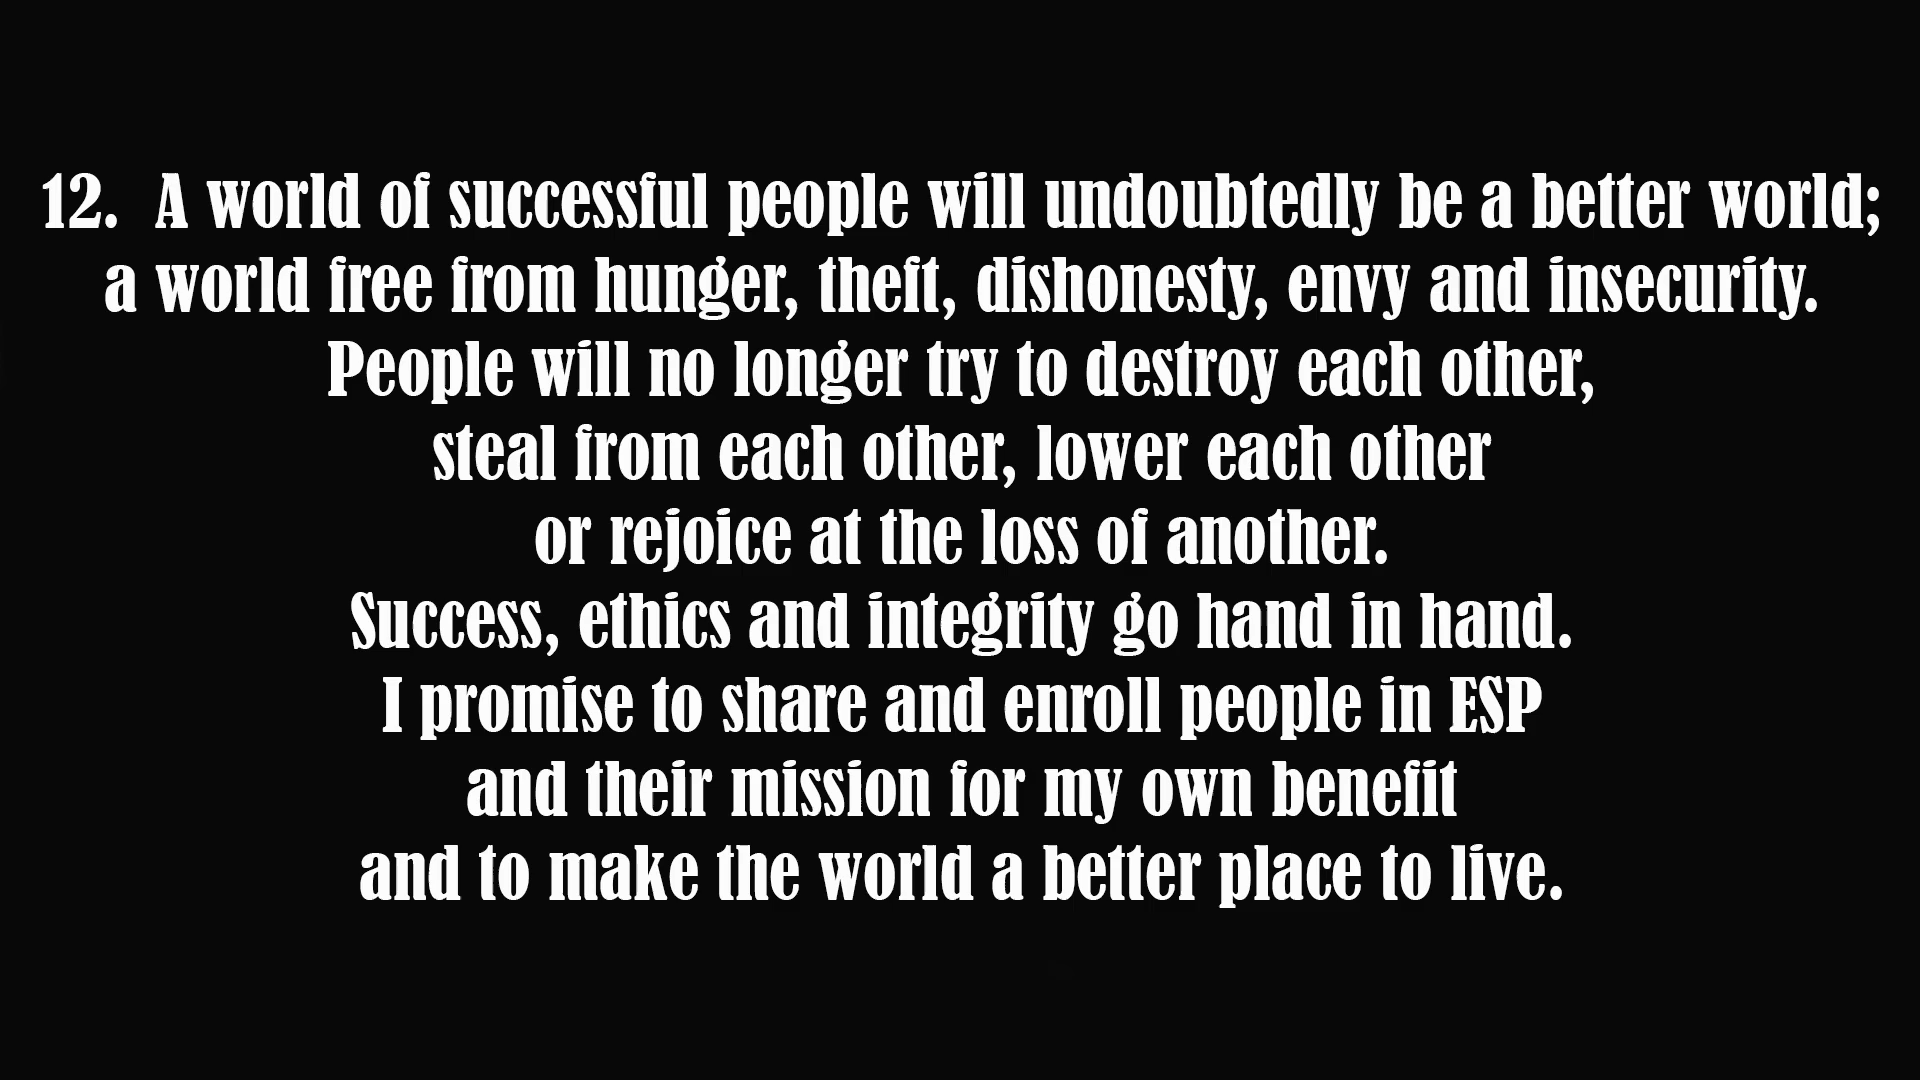 12.  A world of successful people will undoubtedly be a better world;
a world free from hunger, theft, dishonesty, envy and insecurity.
People will no longer try to destroy each other,
steal from each other, lower each other
or rejoice at the loss of another.
Success, ethics and integrity go hand in hand.
I promise to share and enroll people in ESP
and their mission for my own benefit
and to make the world a better place to live.